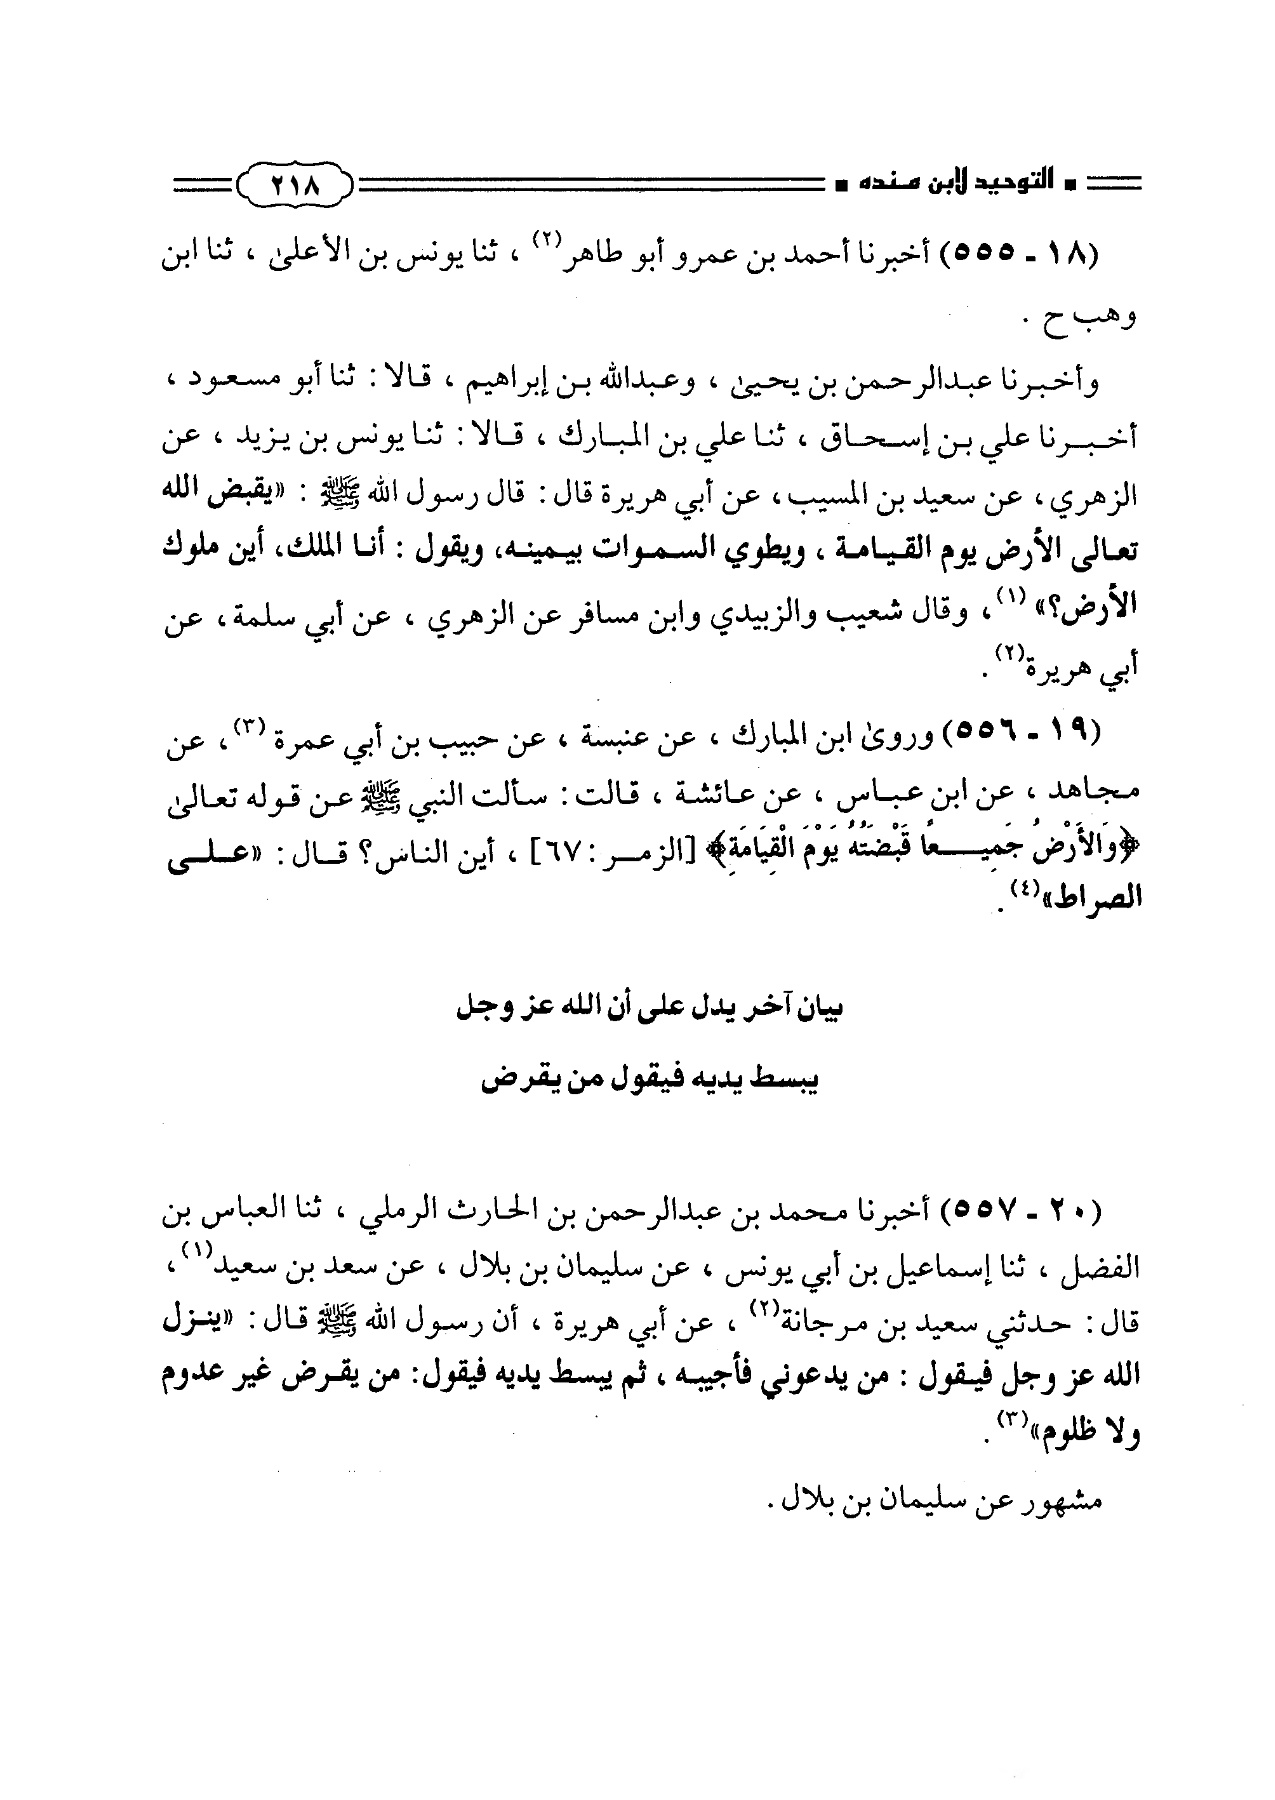 ▪ التوحيد لابن منده ▪ ٢١٨
(١٨ - ٥٥٥) أخبرنا أحمد بن عمرو أبو طاهر(٢) ، ثنا يونس بن الأعلىٰ ، ثنا ابن
وهب ح .
وأخبرنا عبدالرحمن بن يحيىٰ ، وعبدالله بن إبراهيم ، قالا : ثنا أبو مسعود ،
أخبرنا علي بن إسحاق ، ثنا علي بن المبارك ، قالا : ثنا يونس بن يزيد ، عن
الزهري ، عن سعيد بن المسيب ، عن أبي هريرة قال : قال رسول الله ﷺ : «يقبض الله
تعالى الأرض يوم القيامة ، ويطوي السموات بيمينه، ويقول : أنا الملك، أين ملوك
الأرض؟» (١) ، وقال شعيب والزبيدي وابن مسافر عن الزهري ، عن أبي سلمة ، عن
أبي هريرة(٢) .
(١٩ - ٥٥٦) وروىٰ ابن المبارك ، عن عنبسة ، عن حبيب بن أبي عمرة (٣) ، عن
مجاهد ، عن ابن عباس ، عن عائشة ، قالت : سألت النبي ﷺ عن قوله تعالىٰ
﴿وَالأَرْضُ جَمِيعاً قَبْضَتُهُ يَوْمَ الْقِيَامَةِ﴾ [الزمر : ٦٧] ، أين الناس؟ قال : «على
الصراط»(٤) .
بيان آخر يدل على أن الله عز وجل
يبسط يديه فيقول من يقرض
(٢٠ - ٥٥٧) أخبرنا محمد بن عبدالرحمن بن الحارث الرملي ، ثنا العباس بن
الفضل ، ثنا إسماعيل بن أبي يونس ، عن سليمان بن بلال ، عن سعد بن سعيد(١) ،
قال : حدثني سعيد بن مرجانة(٢) ، عن أبي هريرة ، أن رسول الله ﷺ قال : «ينزل
الله عز وجل فيقول : من يدعوني فأجيبه ، ثم يبسط يديه فيقول: من يقرض غير عدوم
ولا ظلوم»(٣) .
مشهور عن سليمان بن بلال .